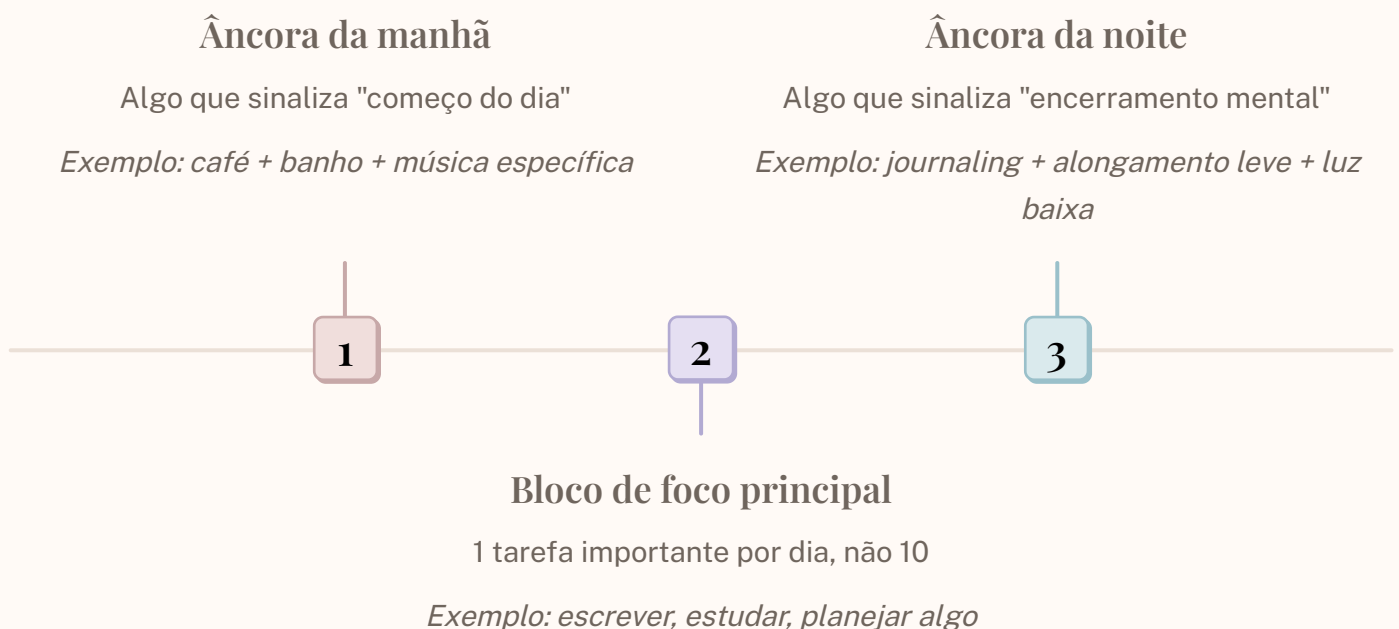 Âncora da manhã
Algo que sinaliza "começo do dia"
Exemplo: café + banho + música específica
Âncora da noite
Algo que sinaliza "encerramento mental"
Exemplo: journaling + alongamento leve + luz
baixa
1
2
3
Bloco de foco principal
1 tarefa importante por dia, não 10
Exemplo: escrever, estudar, planejar algo